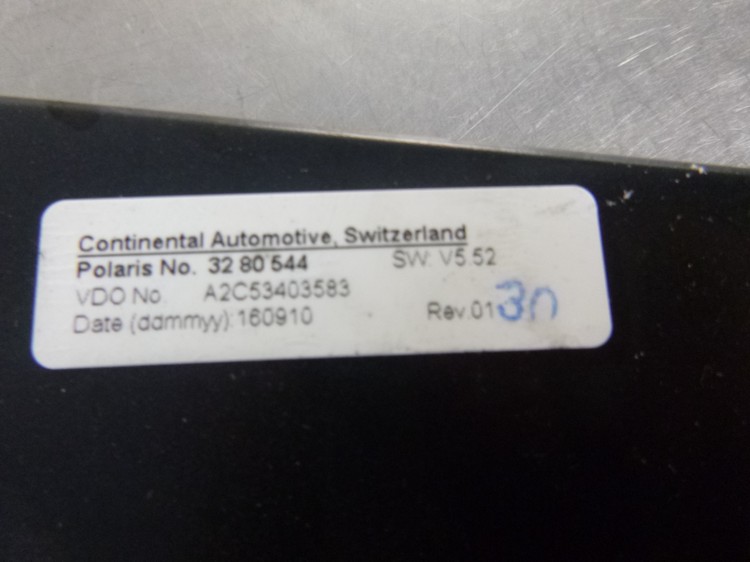 Continental Automotive, Switzerland
Polaris No. 32 80 544 SW: V5.52
VDO No. A2C53403583
Date (ddmmyy): 160910 Rev.01 3n